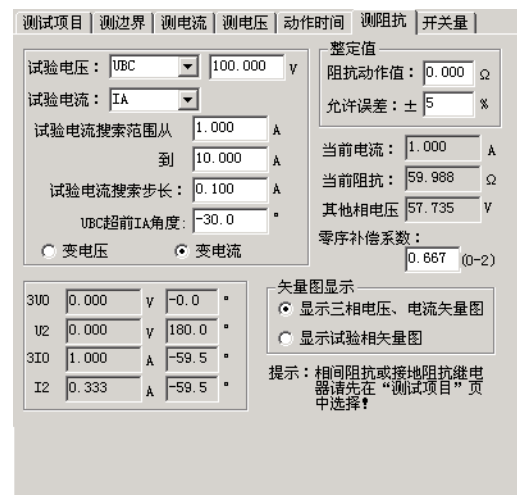 测试项目 测边界 测电流 测电压 动作时间 测阻抗 开关量
试验电压： UBC 100.000 V
试验电流： IA
试验电流搜索范围从 1.000 A
到 10.000 A
试验电流搜索步长： 0.100 A
UBC超前IA角度： -30.0 °
变电压 变电流
整定值
阻抗动作值： 0.000 Ω
允许误差：± 5 %
当前电流： 1.000 A
当前阻抗： 59.988 Ω
其他相电压 57.735 V
零序补偿系数：
0.667 (0-2)
3U0 0.000 V -0.0 °
U2 0.000 V 180.0 °
3I0 1.000 A -59.5 °
I2 0.333 A -59.5 °
矢量图显示
显示三相电压、电流矢量图
显示试验相矢量图
提示：相间阻抗或接地阻抗继电
器请先在“测试项目”页
中选择！